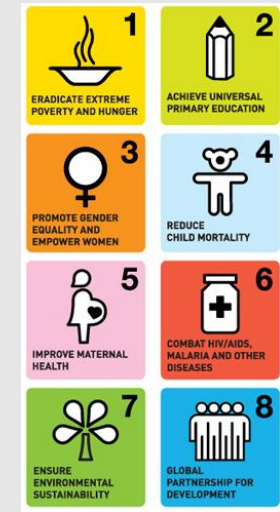 1
ERADICATE EXTREME
POVERTY AND HUNGER
2
ACHIEVE UNIVERSAL
PRIMARY EDUCATION
3
PROMOTE GENDER
EQUALITY AND
EMPOWER WOMEN
4
REDUCE
CHILD MORTALITY
5
IMPROVE MATERNAL
HEALTH
6
COMBAT HIV/AIDS,
MALARIA AND OTHER
DISEASES
7
ENSURE
ENVIRONMENTAL
SUSTAINABILITY
8
GLOBAL
PARTNERSHIP FOR
DEVELOPMENT